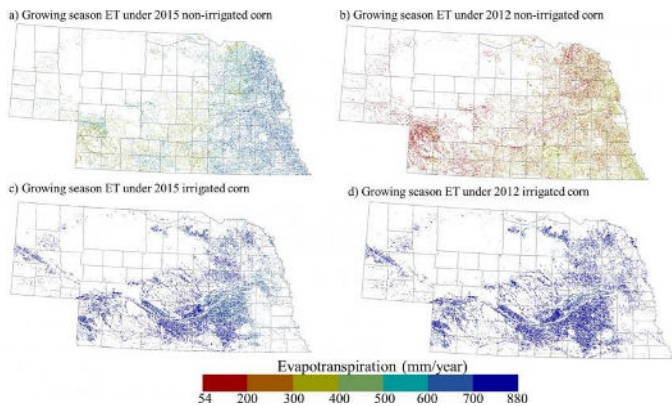 a) Growing season ET under 2015 non-irrigated corn
b) Growing season ET under 2012 non-irrigated corn
c) Growing season ET under 2015 irrigated corn
d) Growing season ET under 2012 irrigated corn
Evapotranspiration (mm/year)
54 200 300 400 500 600 700 880